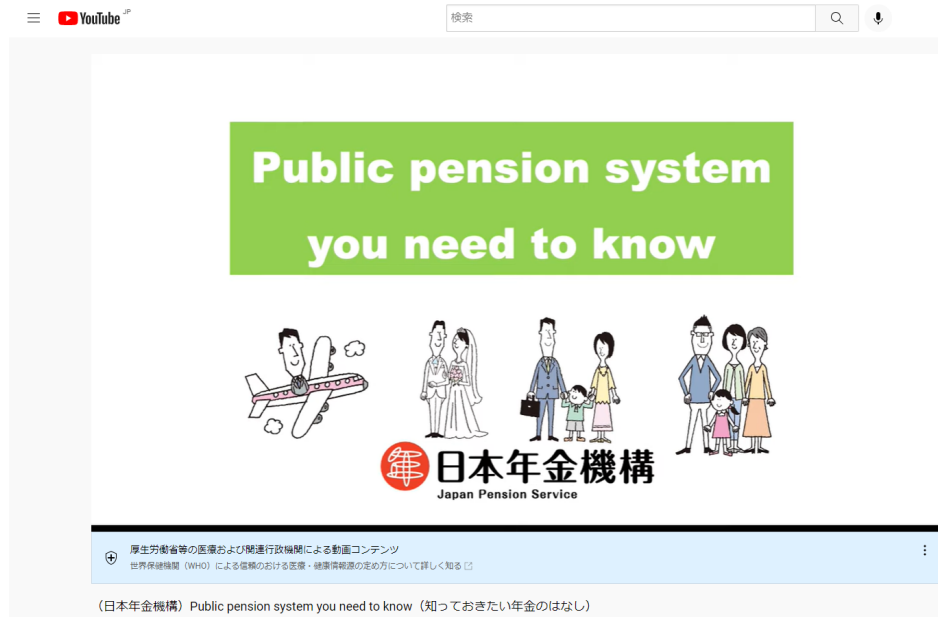 YouTube JP
検索
Public pension system
you need to know
日本年金機構
Japan Pension Service
厚生労働省等の医療および関連行政機関による動画コンテンツ
世界保健機関（WHO）による信頼のおける医療・健康情報源の定め方について詳しく知る
（日本年金機構）Public pension system you need to know（知っておきたい年金のはなし）